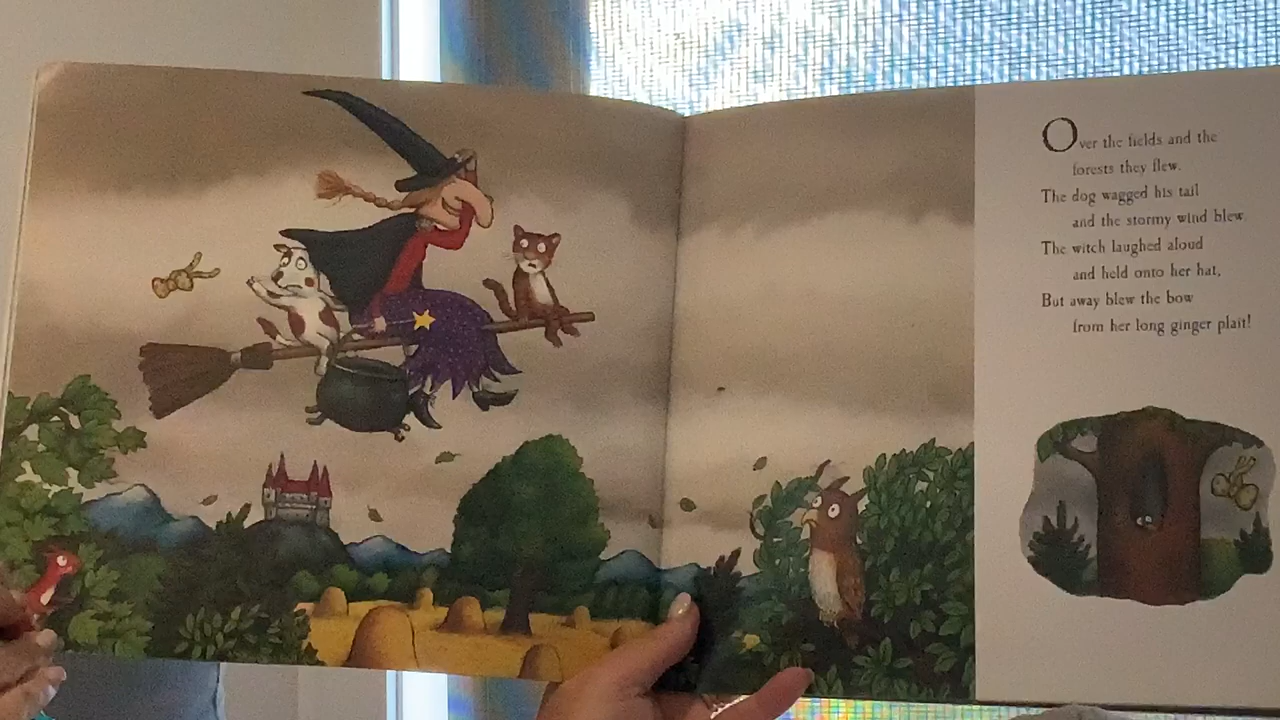 Over the fields and the
forests they flew.
The dog wagged his tail
and the stormy wind blew.
The witch laughed aloud
and held onto her hat,
But away blew the bow
from her long ginger plait!